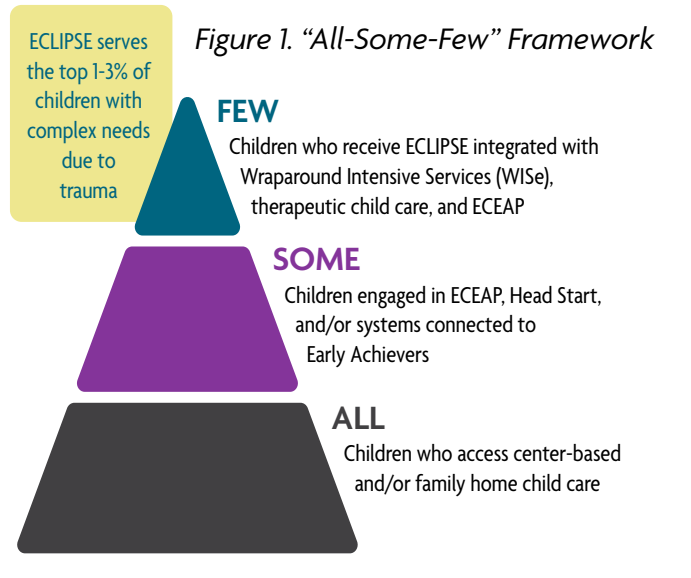 ECLIPSE serves
the top 1-3% of
children with
complex needs
due to
trauma
Figure 1. “All-Some-Few” Framework
FEW
Children who receive ECLIPSE integrated with
Wraparound Intensive Services (WISe),
therapeutic child care, and ECEAP
SOME
Children engaged in ECEAP, Head Start,
and/or systems connected to
Early Achievers
ALL
Children who access center-based
and/or family home child care